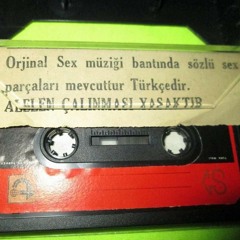 Orjinal Sex müziği bantında sözlü sex
parçaları mevcuttur Türkçedir.
ALELEN ÇALINMASI YASAKTIR